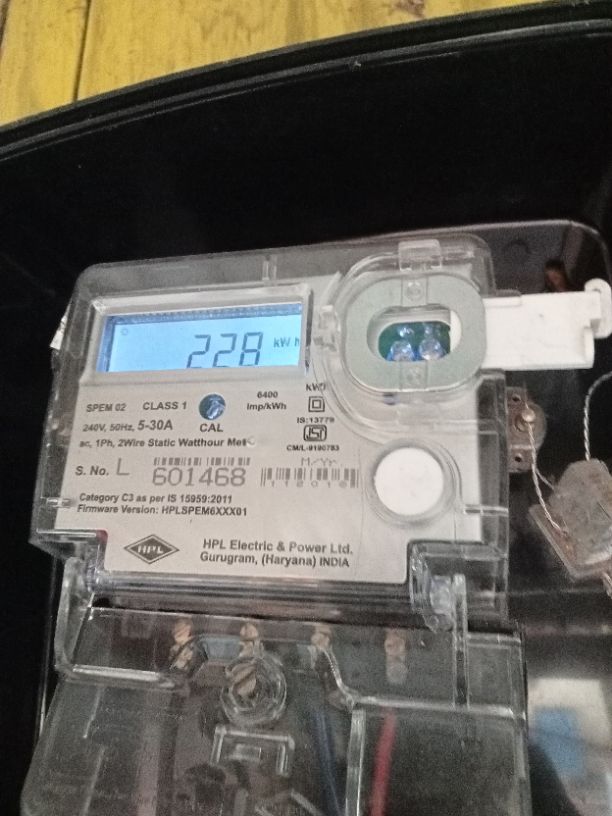 228 kWh
SPEM 02 CLASS 1
6400
imp/kWh
240V, 50Hz, 5-30A
CAL
IS:13779
ac, 1Ph, 2Wire Static Watthour Met
CM/L-9190783
S. No. L 601468
M/Yr.
Category C3 as per IS 15959:2011
Firmware Version: HPLSPEM6XXX01
HPL
HPL Electric & Power Ltd.
Gurugram, (Haryana) INDIA